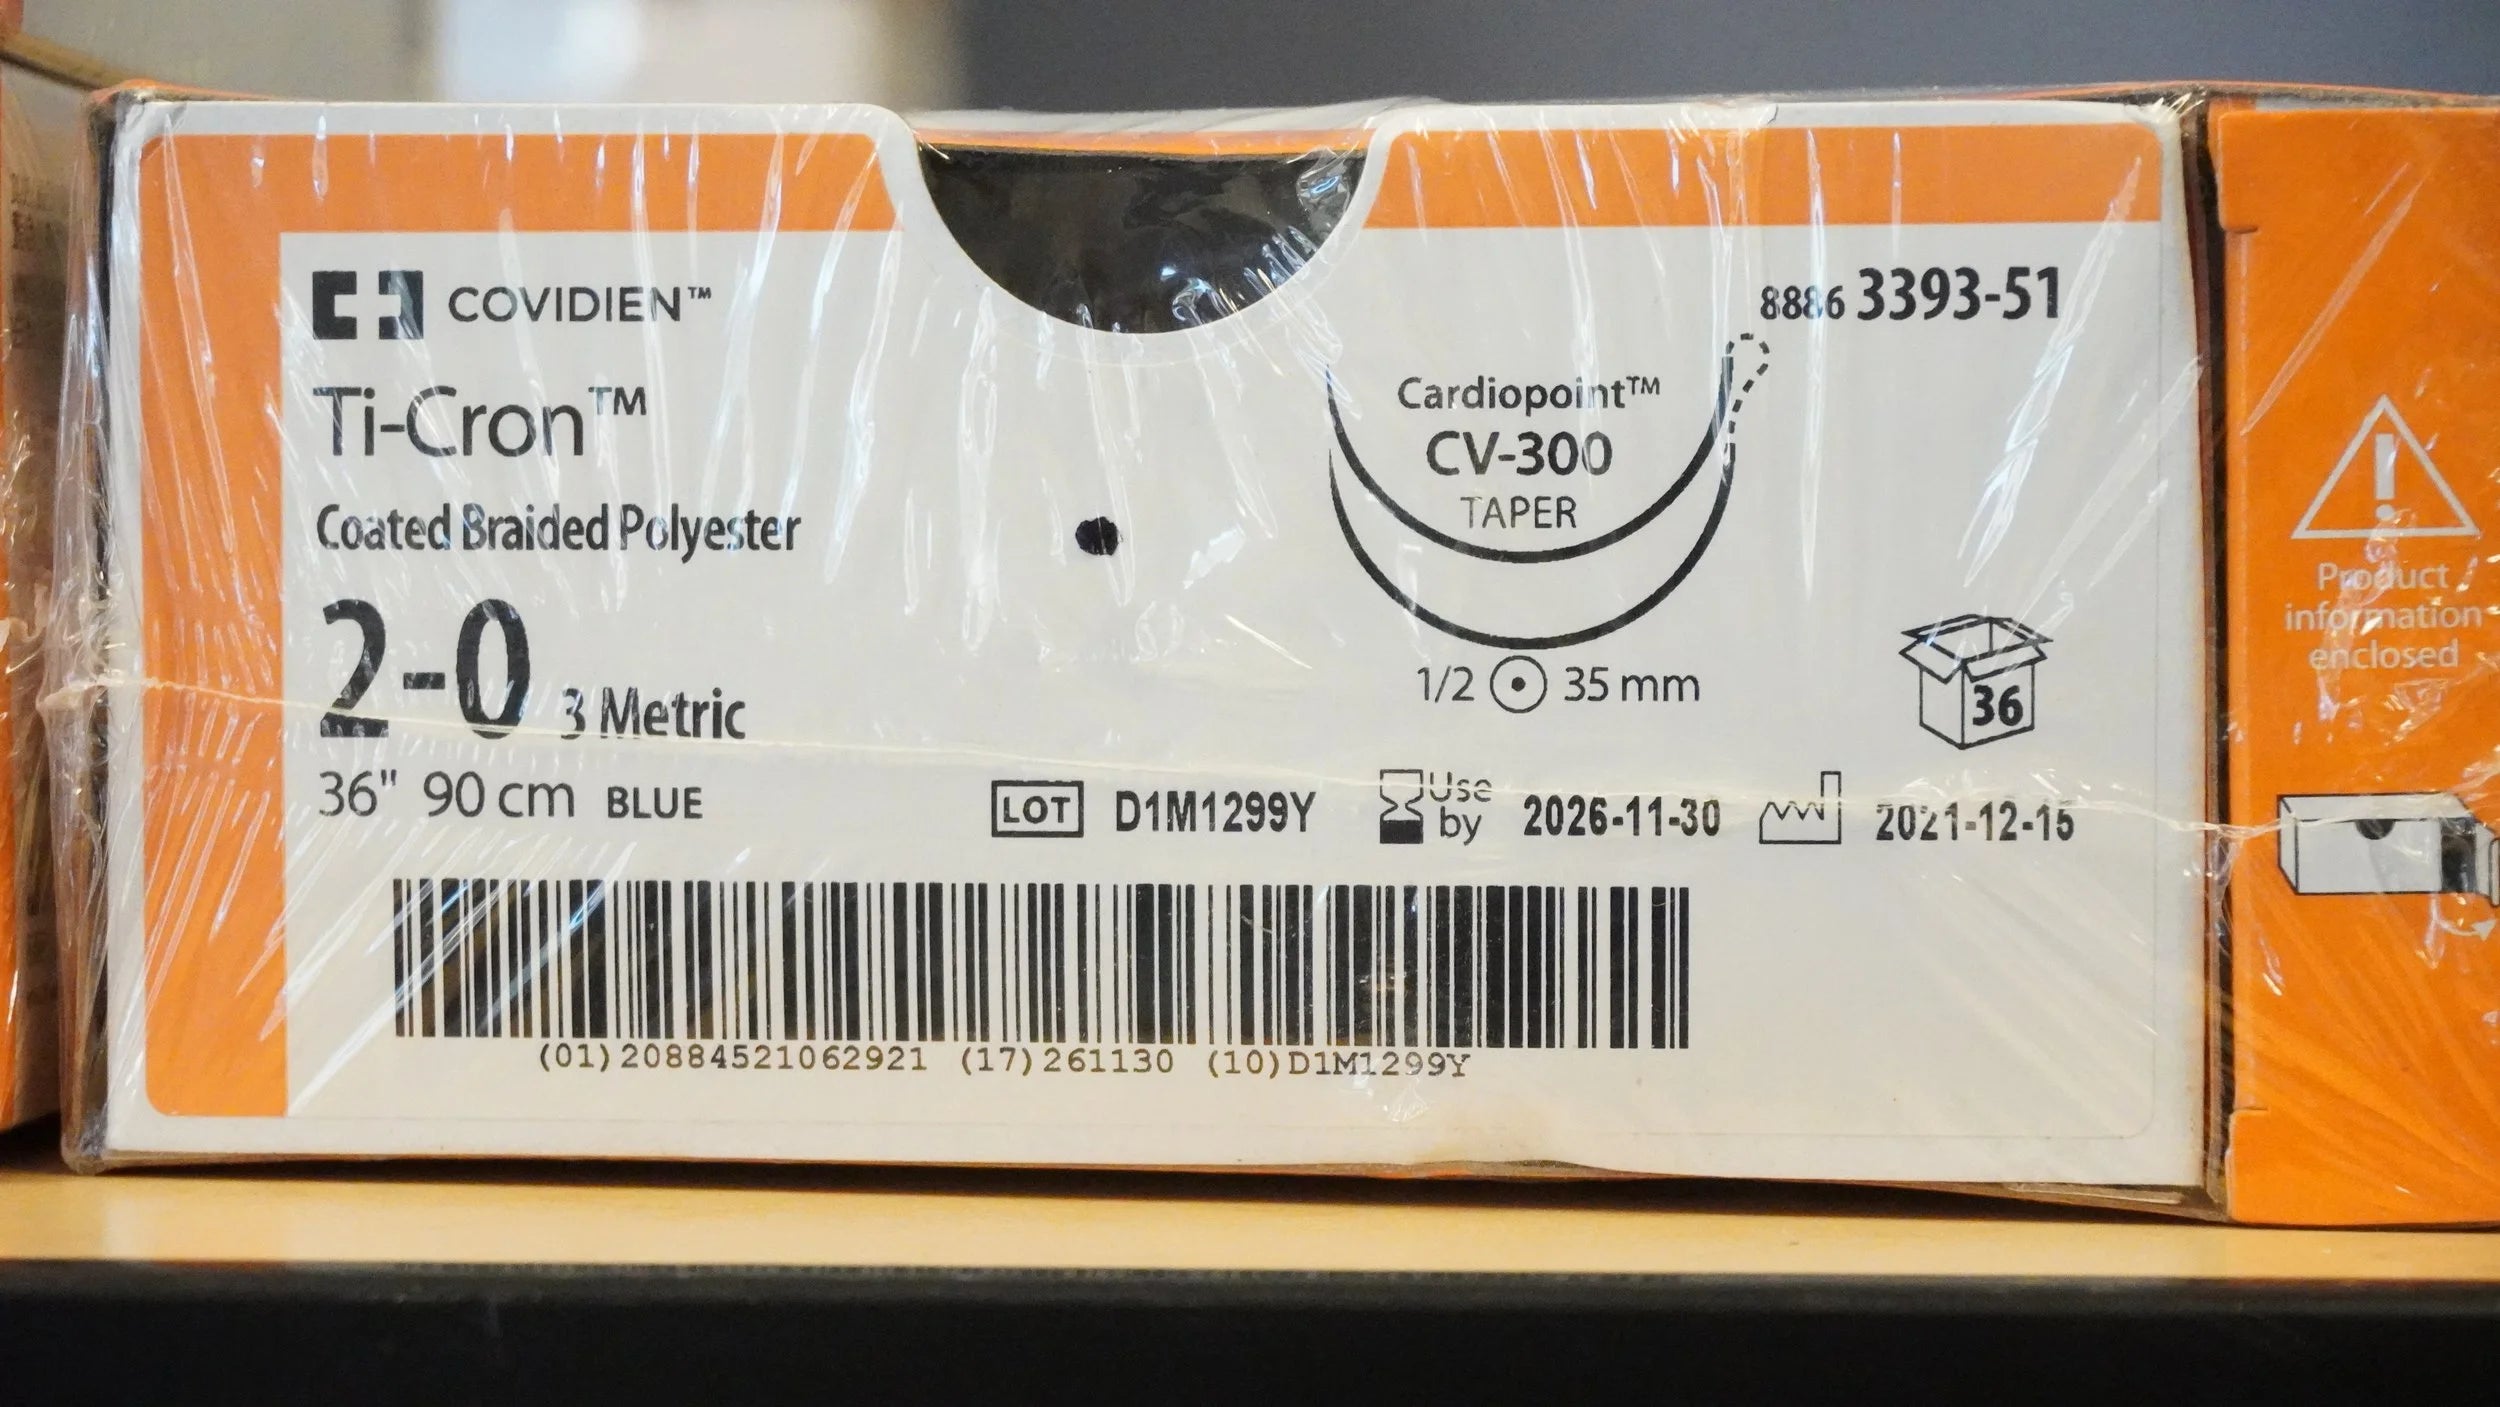 COVIDIEN™
8886 3393-51
Ti-Cron™
Cardiopoint™
CV-300
TAPER
Coated Braided Polyester
2-0 3 Metric
1/2 35 mm
36
36" 90 cm BLUE
LOT D1M1299Y Use by 2026-11-30 2021-12-15
(01)20884521062921 (17)261130 (10)D1M1299Y
Product
information
enclosed